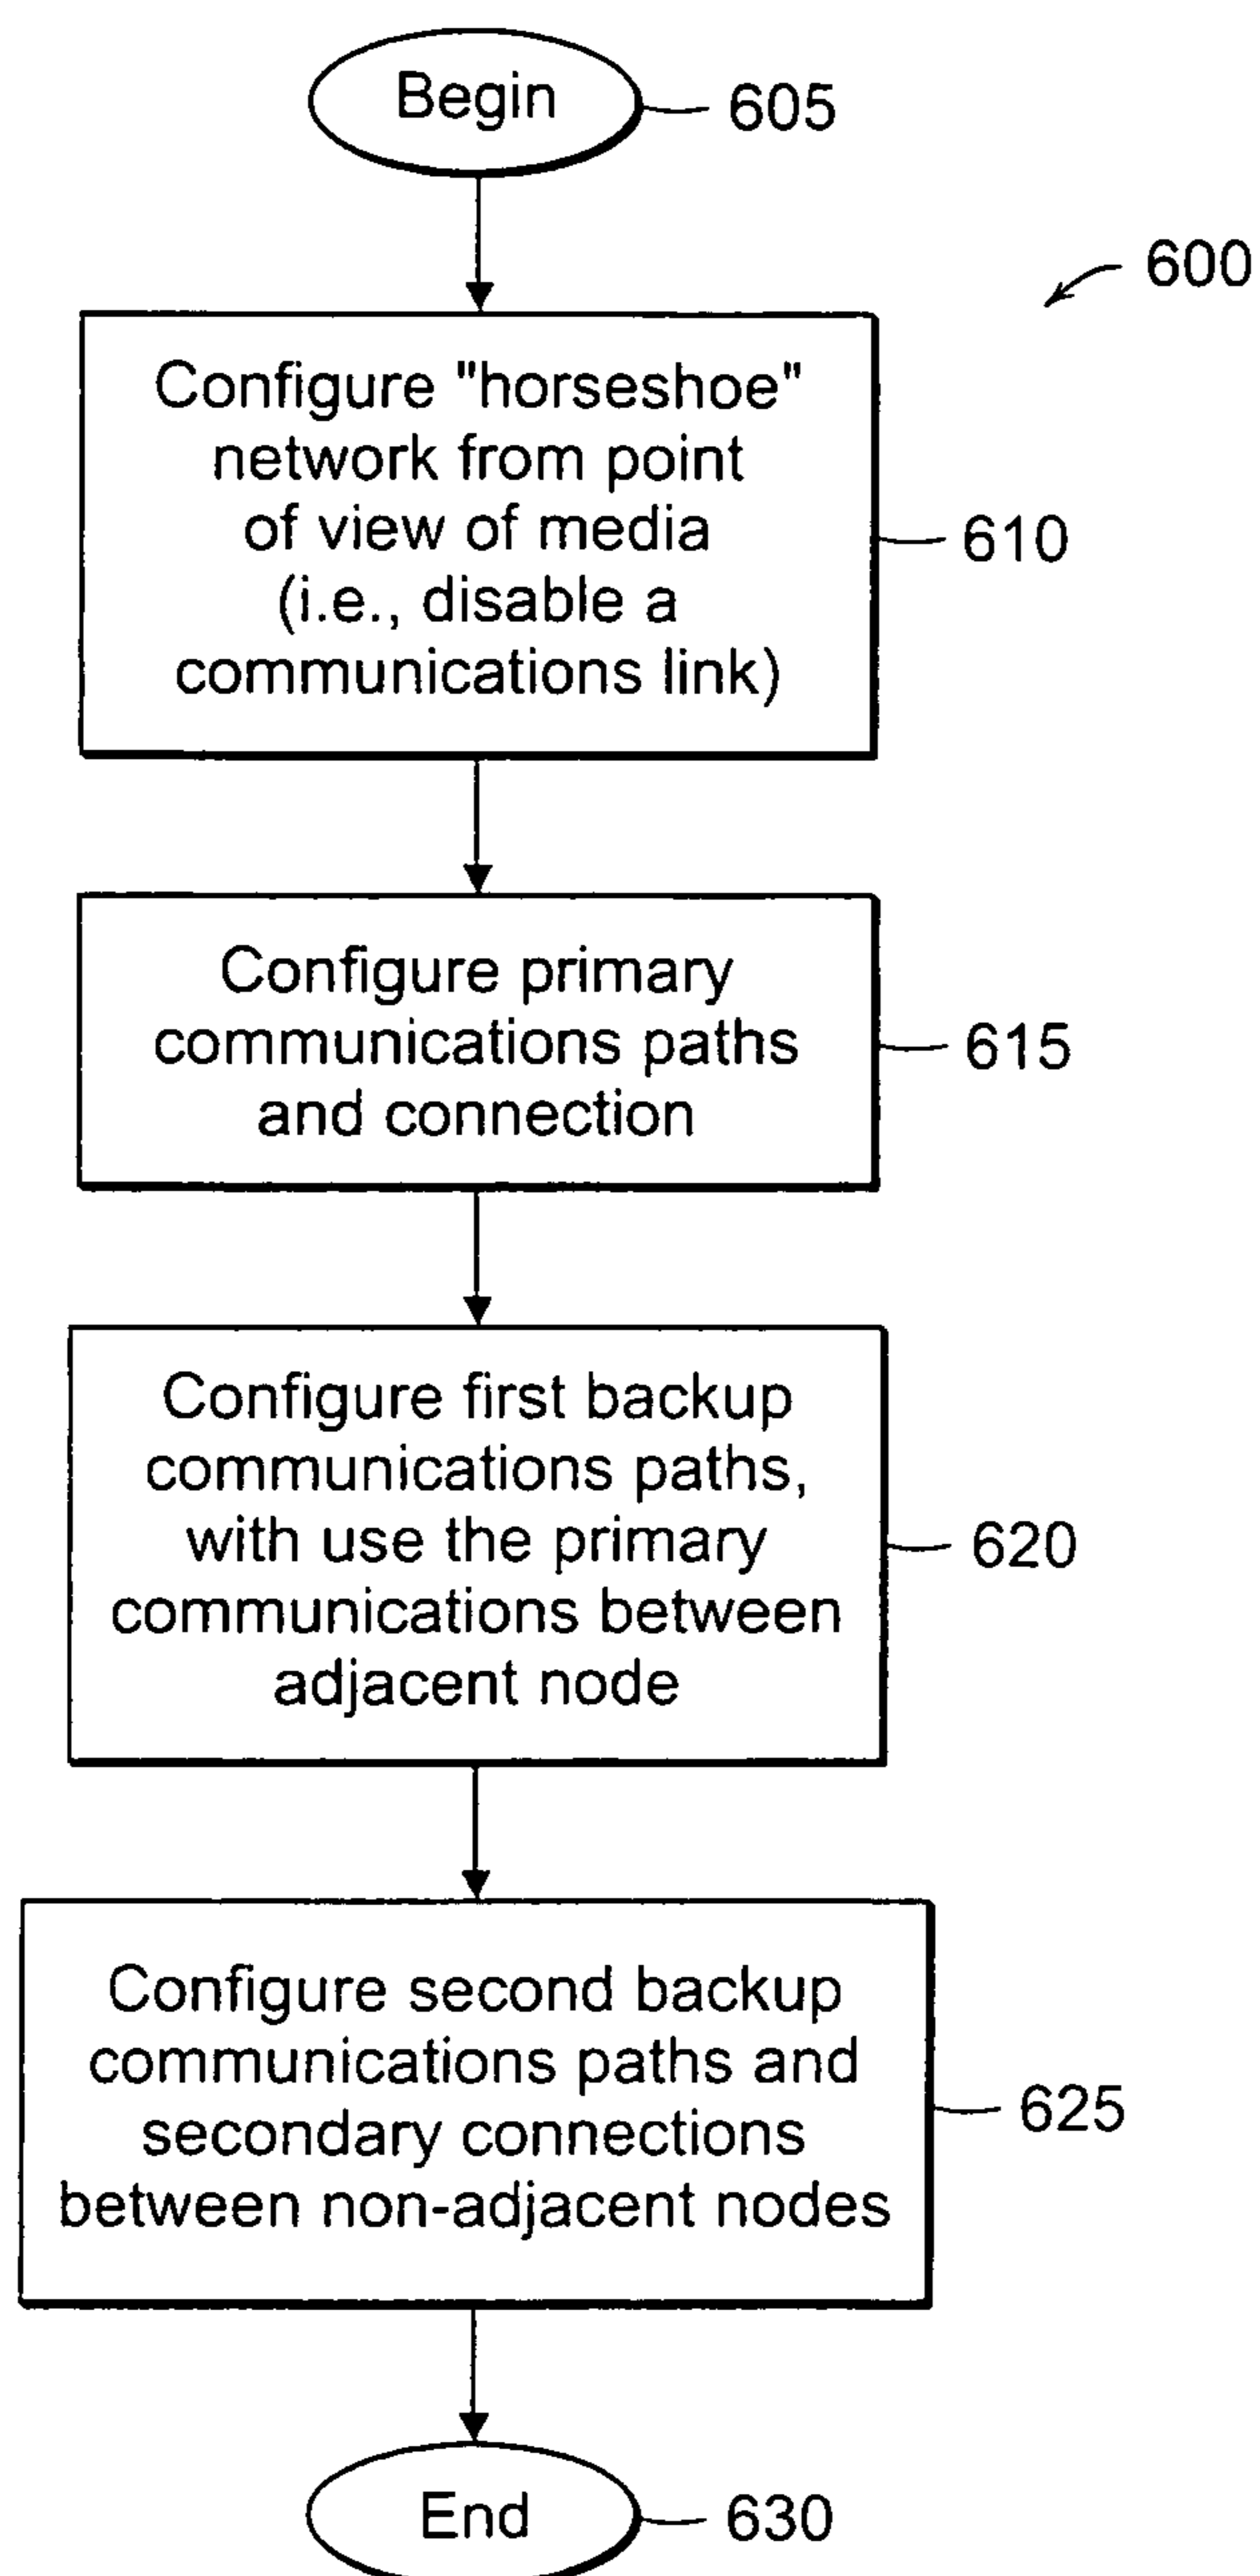 Begin
605
600
Configure "horseshoe"
network from point
of view of media
(i.e., disable a
communications link)
610
Configure primary
communications paths
and connection
615
Configure first backup
communications paths,
with use the primary
communications between
adjacent node
620
Configure second backup
communications paths and
secondary connections
between non-adjacent nodes
625
End
630